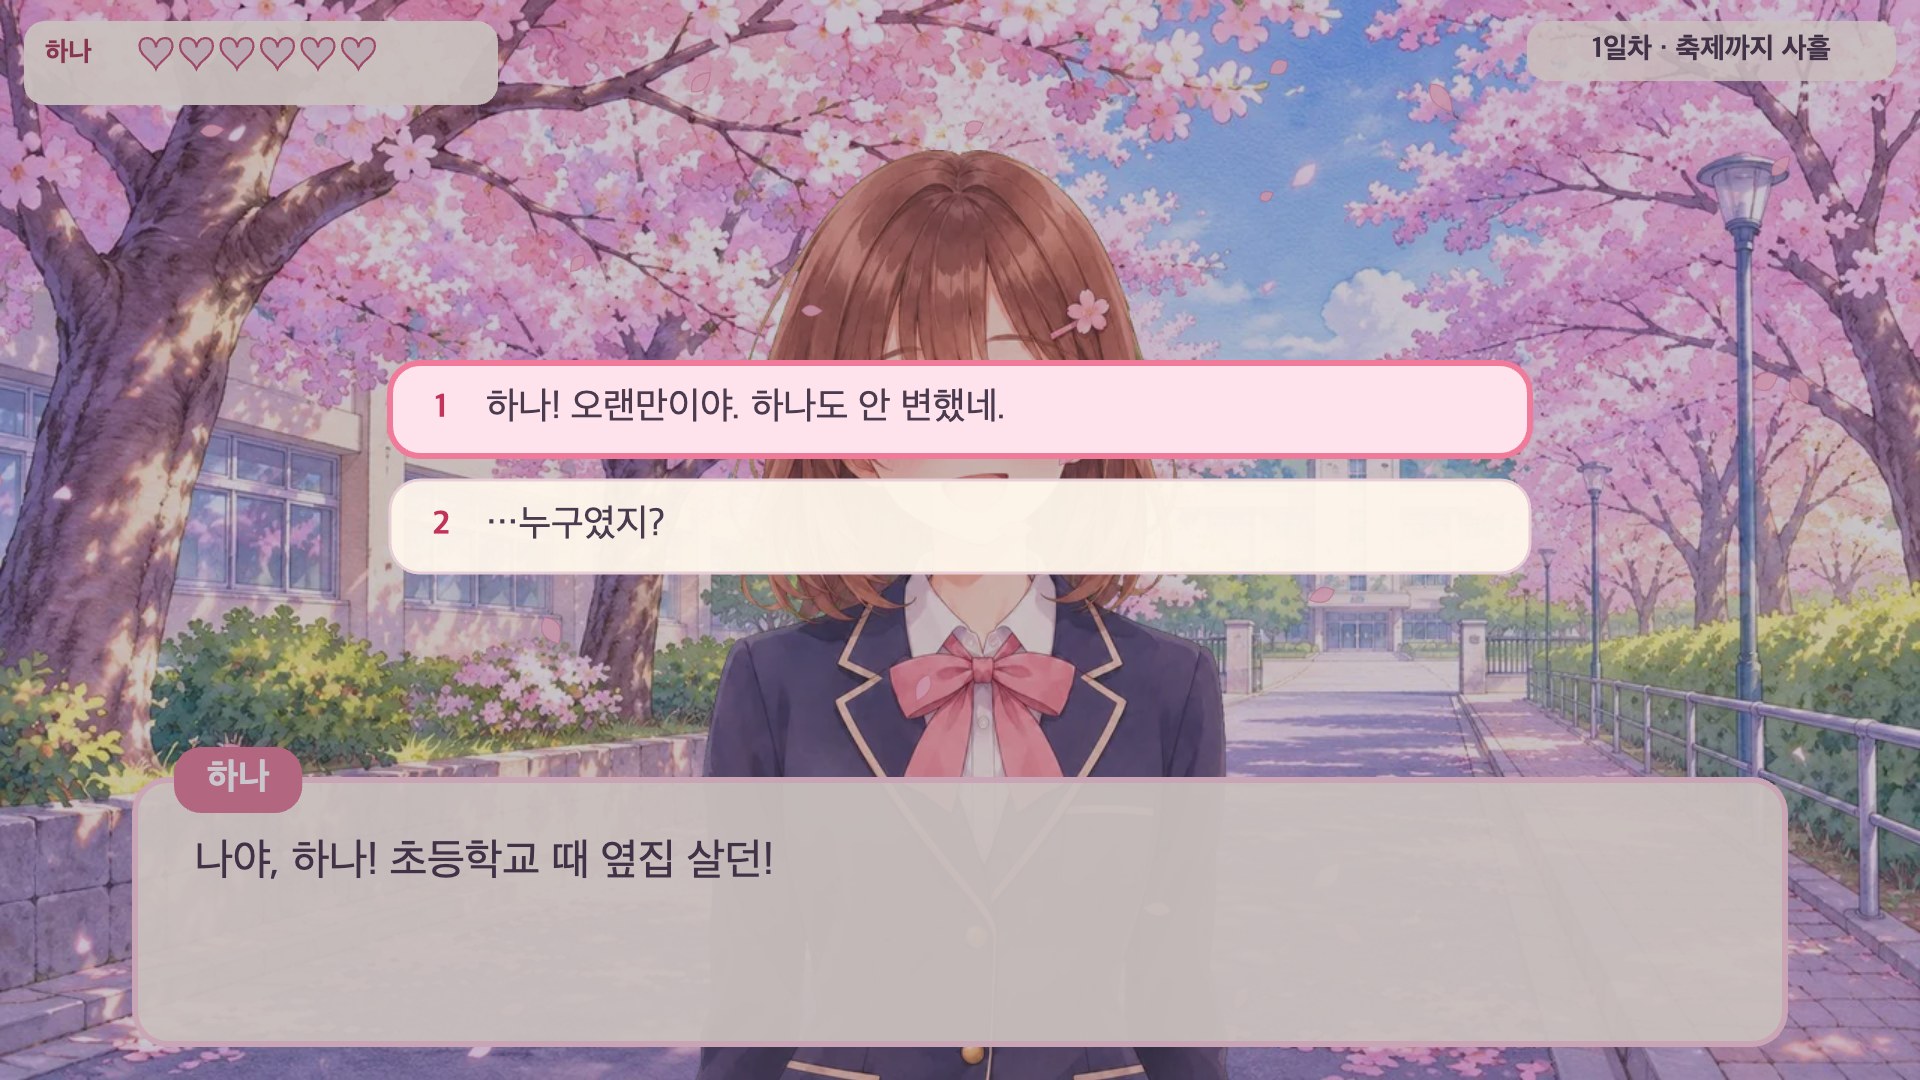 하나 ♡♡♡♡♡♡
1일차 · 축제까지 사흘
1 하나! 오랜만이야. 하나도 안 변했네.
2 …누구였지?
하나
나야, 하나! 초등학교 때 옆집 살던!